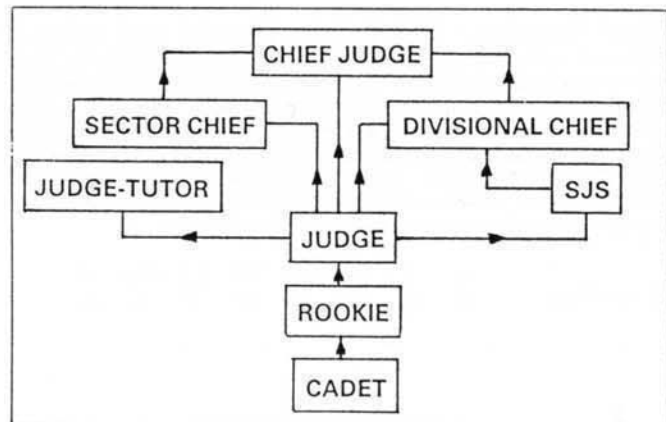 CHIEF JUDGE
SECTOR CHIEF
DIVISIONAL CHIEF
JUDGE-TUTOR
SJS
JUDGE
ROOKIE
CADET